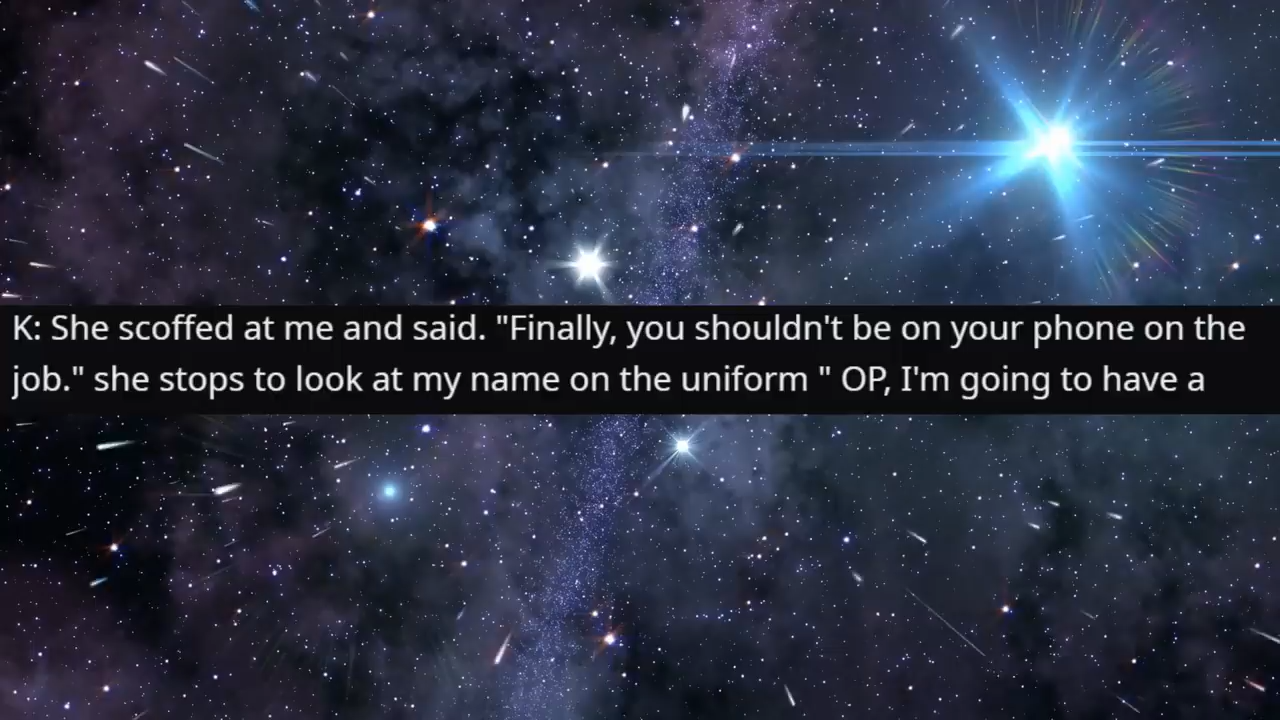 K: She scoffed at me and said. "Finally, you shouldn't be on your phone on the
job." she stops to look at my name on the uniform " OP, I'm going to have a